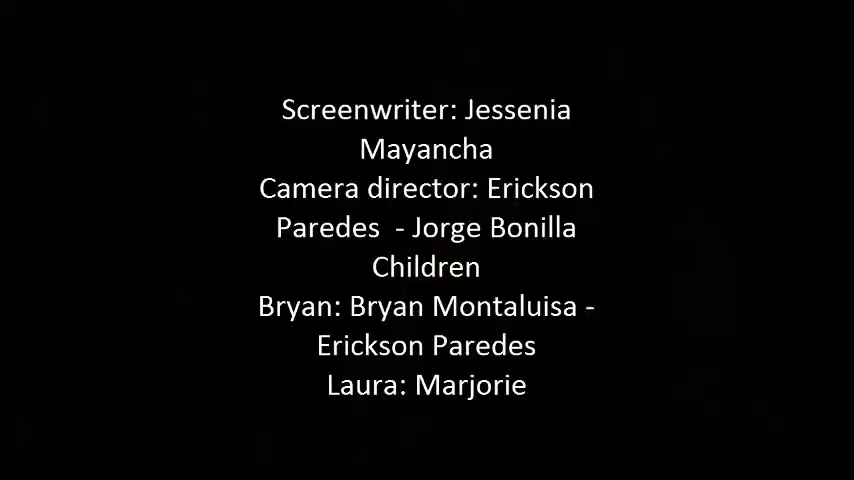 Screenwriter: Jessenia
Mayancha
Camera director: Erickson
Paredes  - Jorge Bonilla
Children
Bryan: Bryan Montaluisa -
Erickson Paredes
Laura: Marjorie